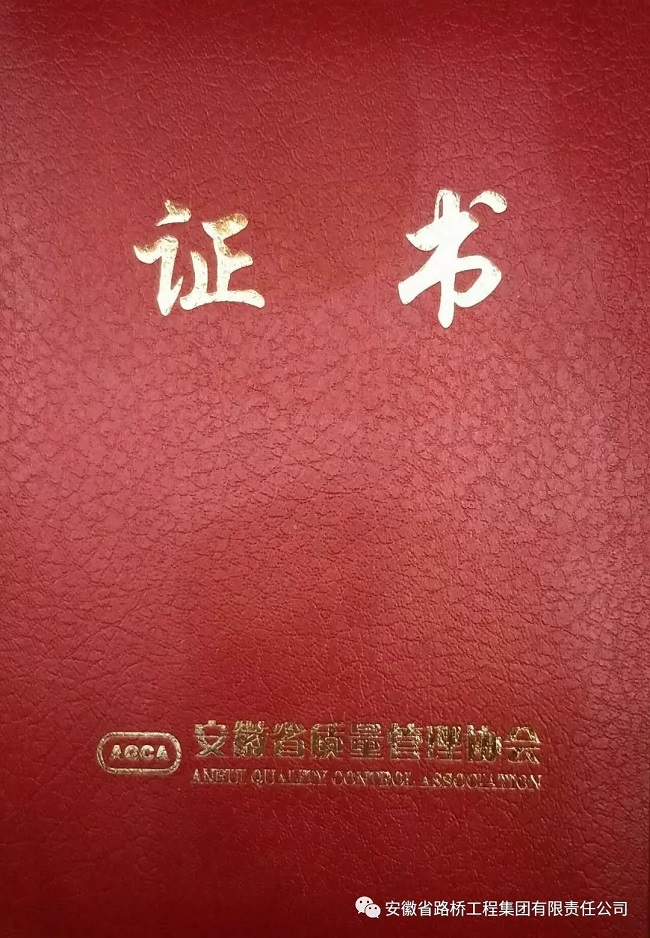 证书
AQCA
安徽省质量管理协会
ANHUI QUALITY CONTROL ASSOCIATION
安徽省路桥工程集团有限责任公司